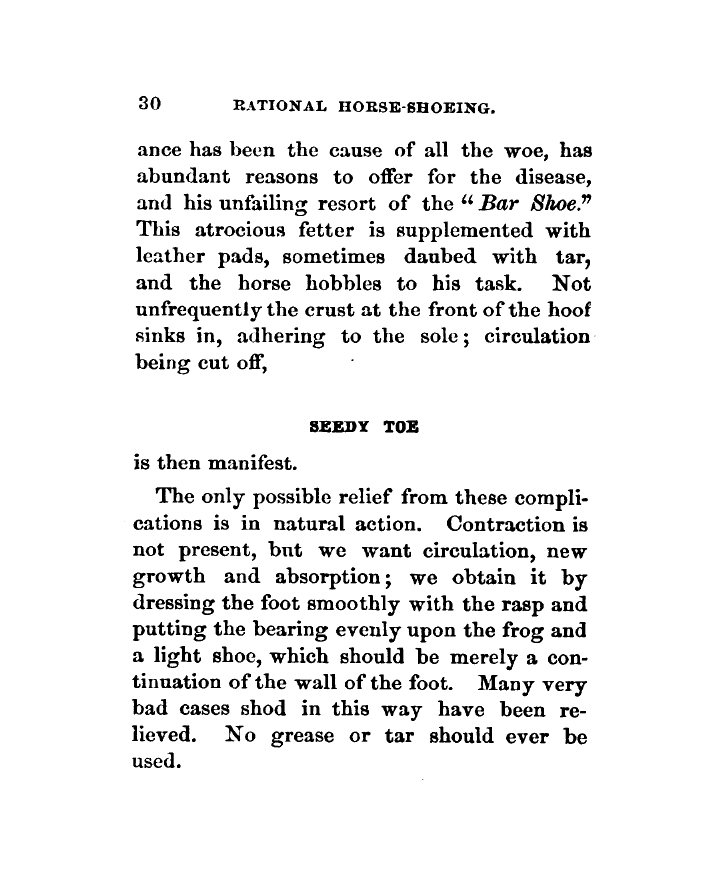 30 RATIONAL HORSE-SHOEING.
ance has been the cause of all the woe, has
abundant reasons to offer for the disease,
and his unfailing resort of the “ Bar Shoe.”
This atrocious fetter is supplemented with
leather pads, sometimes daubed with tar,
and the horse hobbles to his task. Not
unfrequently the crust at the front of the hoof
sinks in, adhering to the sole; circulation
being cut off,
SEEDY TOE
is then manifest.
The only possible relief from these compli-
cations is in natural action. Contraction is
not present, but we want circulation, new
growth and absorption; we obtain it by
dressing the foot smoothly with the rasp and
putting the bearing evenly upon the frog and
a light shoe, which should be merely a con-
tinuation of the wall of the foot. Many very
bad cases shod in this way have been re-
lieved. No grease or tar should ever be
used.